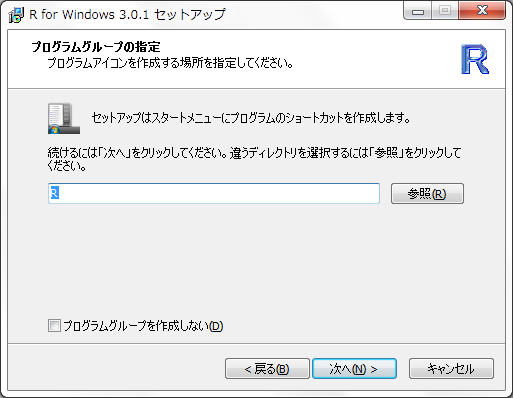 R for Windows 3.0.1 セットアップ
プログラムグループの指定
プログラムアイコンを作成する場所を指定してください。
R
セットアップはスタートメニューにプログラムのショートカットを作成します。
続けるには「次へ」をクリックしてください。違うディレクトリを選択するには「参照」をクリックして
ください。
R
参照(R)
プログラムグループを作成しない(D)
< 戻る(B)
次へ(N) >
キャンセル